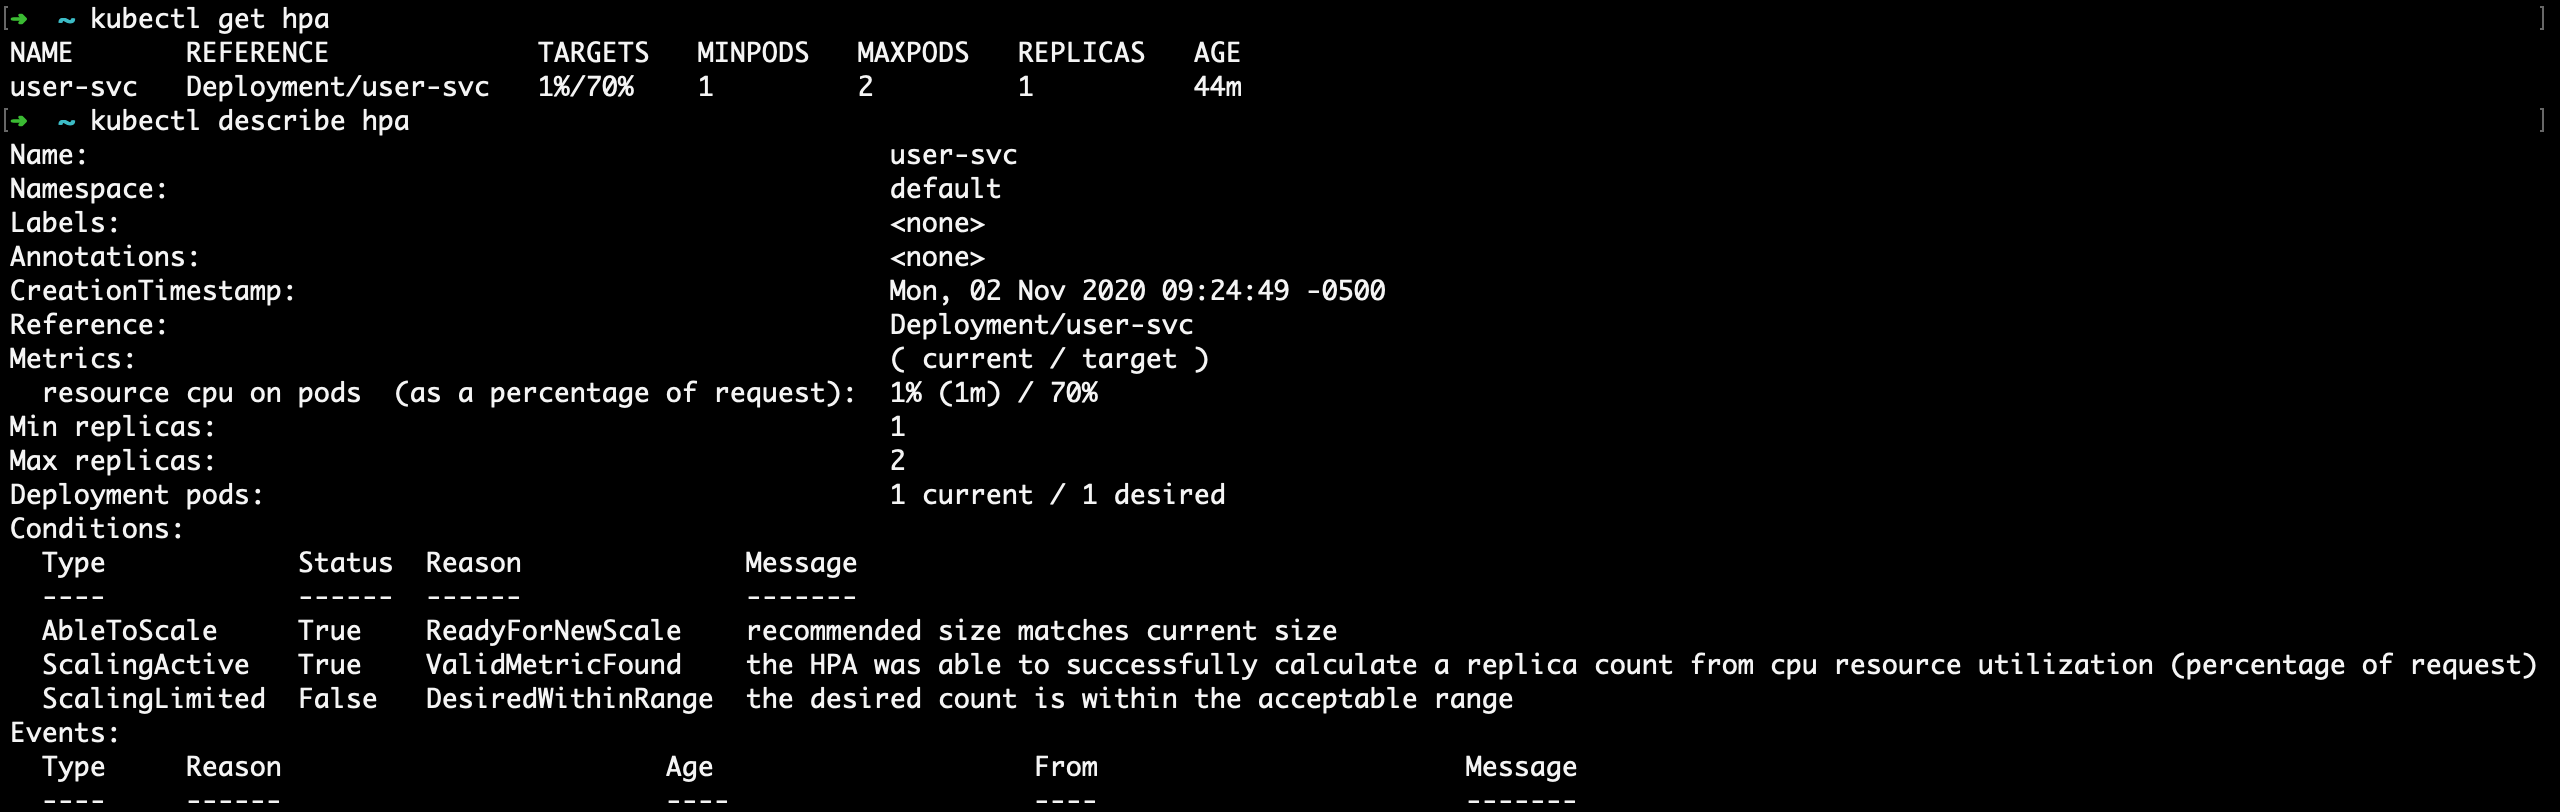 [➜  ~ kubectl get hpa ]
NAME       REFERENCE             TARGETS   MINPODS   MAXPODS   REPLICAS   AGE
user-svc   Deployment/user-svc   1%/70%    1         2         1          44m
[➜  ~ kubectl describe hpa ]
Name:                                                  user-svc
Namespace:                                             default
Labels:                                                <none>
Annotations:                                           <none>
CreationTimestamp:                                     Mon, 02 Nov 2020 09:24:49 -0500
Reference:                                             Deployment/user-svc
Metrics:                                               ( current / target )
  resource cpu on pods  (as a percentage of request):  1% (1m) / 70%
Min replicas:                                          1
Max replicas:                                          2
Deployment pods:                                       1 current / 1 desired
Conditions:
  Type            Status  Reason              Message
  ----            ------  ------              -------
  AbleToScale     True    ReadyForNewScale    recommended size matches current size
  ScalingActive   True    ValidMetricFound    the HPA was able to successfully calculate a replica count from cpu resource utilization (percentage of request)
  ScalingLimited  False   DesiredWithinRange  the desired count is within the acceptable range
Events:
  Type     Reason                        Age                    From                       Message
  ----     ------                        ----                   ----                       -------